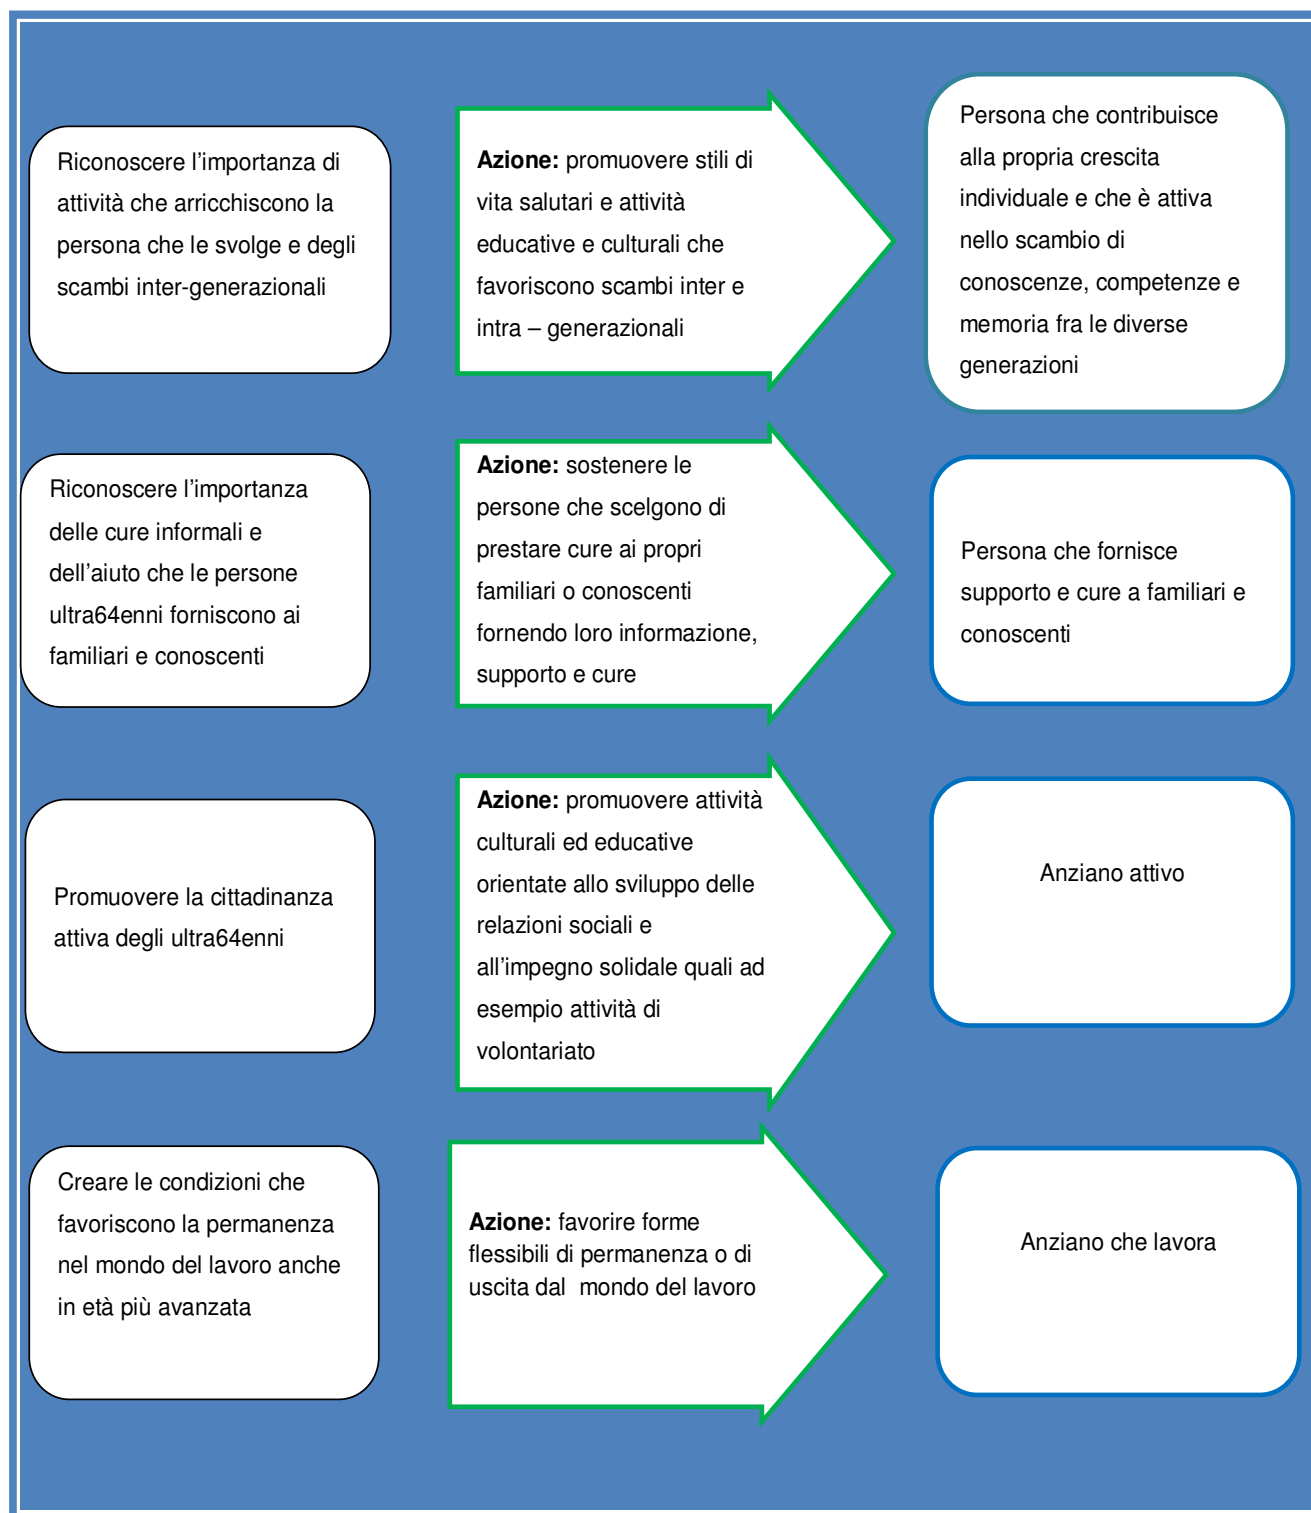 Riconoscere l’importanza di
attività che arricchiscono la
persona che le svolge e degli
scambi inter-generazionali
Azione: promuovere stili di
vita salutari e attività
educative e culturali che
favoriscono scambi inter e
intra – generazionali
Persona che contribuisce
alla propria crescita
individuale e che è attiva
nello scambio di
conoscenze, competenze e
memoria fra le diverse
generazioni
Riconoscere l’importanza
delle cure informali e
dell’aiuto che le persone
ultra64enni forniscono ai
familiari e conoscenti
Azione: sostenere le
persone che scelgono di
prestare cure ai propri
familiari o conoscenti
fornendo loro informazione,
supporto e cure
Persona che fornisce
supporto e cure a familiari e
conoscenti
Promuovere la cittadinanza
attiva degli ultra64enni
Azione: promuovere attività
culturali ed educative
orientate allo sviluppo delle
relazioni sociali e
all’impegno solidale quali ad
esempio attività di
volontariato
Anziano attivo
Creare le condizioni che
favoriscono la permanenza
nel mondo del lavoro anche
in età più avanzata
Azione: favorire forme
flessibili di permanenza o di
uscita dal  mondo del lavoro
Anziano che lavora